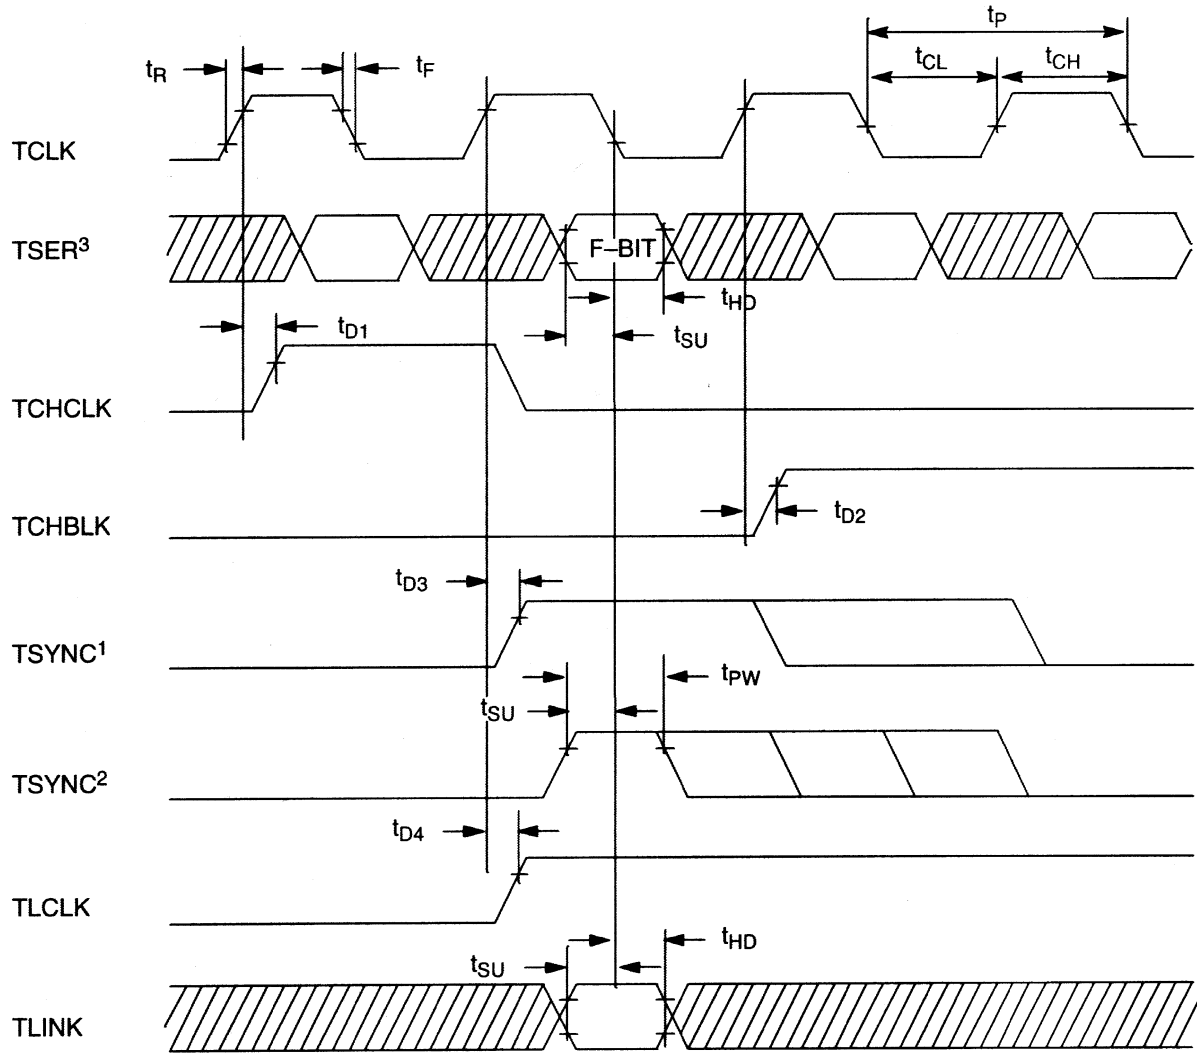 tP
tR
tF
tCL
tCH
TCLK
TSER3
F–BIT
tHD
tD1
tSU
TCHCLK
TCHBLK
tD2
tD3
TSYNC1
tPW
tSU
TSYNC2
tD4
TLCLK
tHD
tSU
TLINK